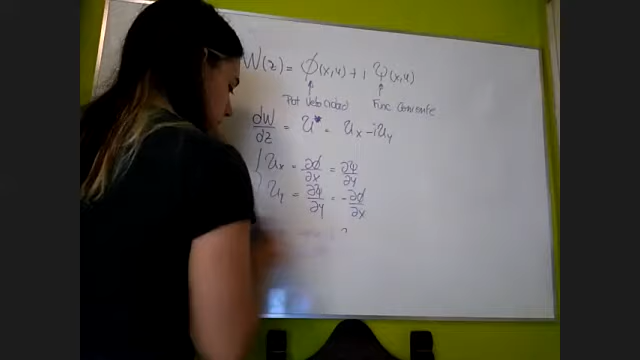 W(z) = ϕ(x,y) + i Ψ(x,y)
Pot Velocidad Func Corriente
dW/dz = U* = Ux - iUy
Ux = ∂ϕ/∂x = ∂Ψ/∂y
Uy = ∂Ψ/∂y = -∂ϕ/∂x